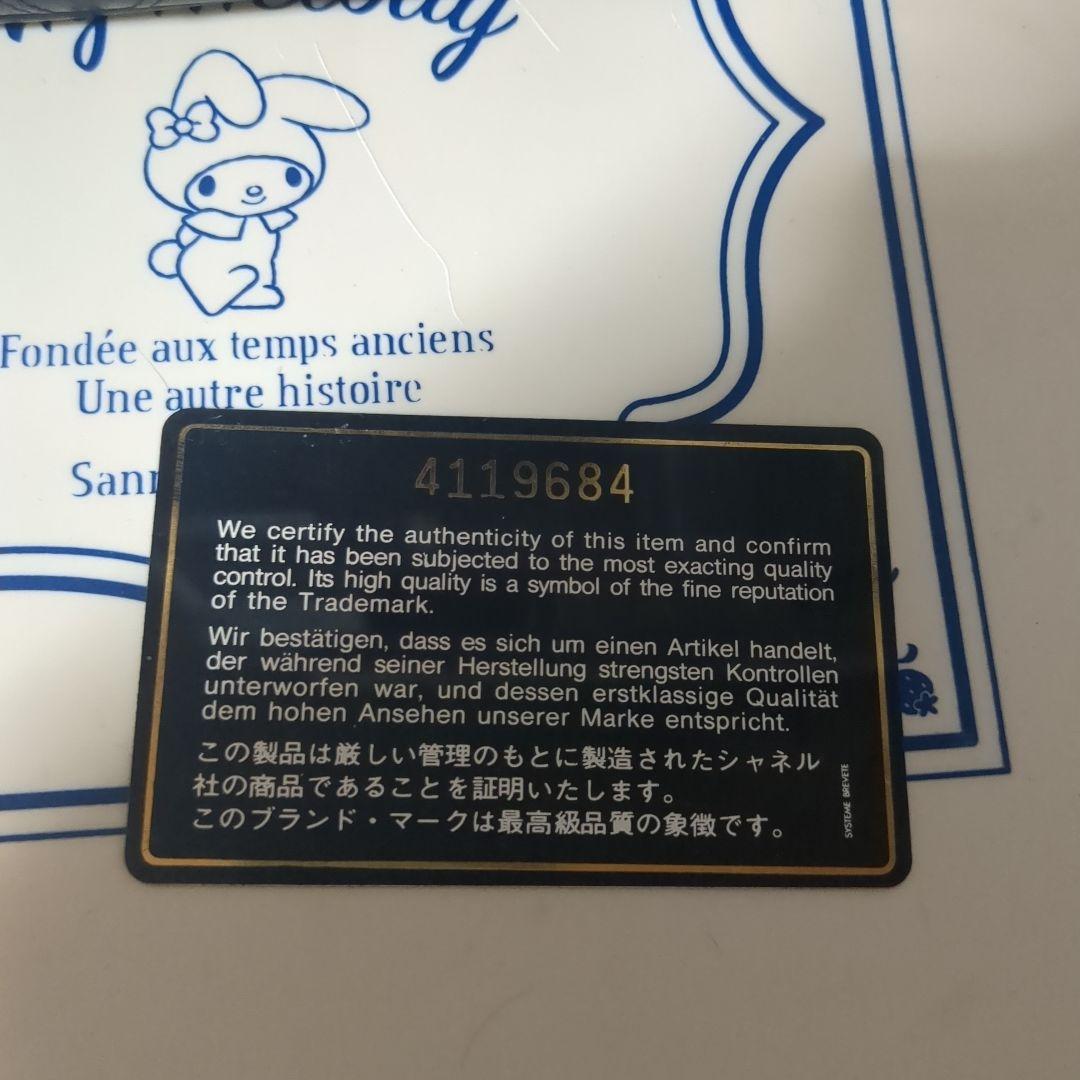 Fondée aux temps anciens
Une autre histoire
4119684
We certify the authenticity of this item and confirm
that it has been subjected to the most exacting quality
control. Its high quality is a symbol of the fine reputation
of the Trademark.
Wir bestätigen, dass es sich um einen Artikel handelt,
der während seiner Herstellung strengsten Kontrollen
unterworfen war, und dessen erstklassige Qualität
dem hohen Ansehen unserer Marke entspricht.
この製品は厳しい管理のもとに製造されたシャネル
社の商品であることを証明いたします。
このブランド・マークは最高級品質の象徴です。
SYSTEME BREVETE